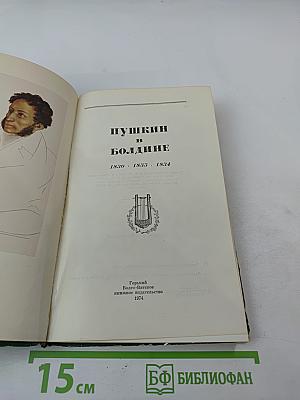 ПУШКИН
в
БОЛДИНЕ
1830 · 1833 · 1834
Горький
Волго-Вятское
книжное издательство
1974
15 см
БФ БИБЛИОФАН